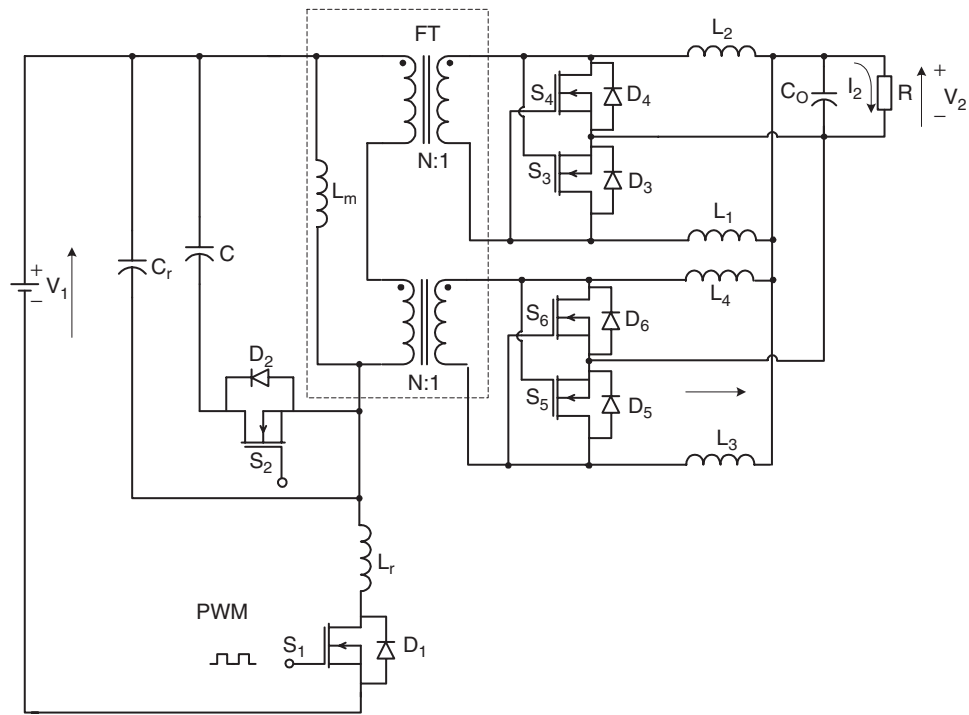 FT
L2
S4
D4
CO
I2
R
+
V2
−
N:1
S3
D3
Lm
L1
Cr
C
+
V1
−
L4
S6
D6
D2
N:1
S5
D5
S2
L3
Lr
PWM
S1
D1